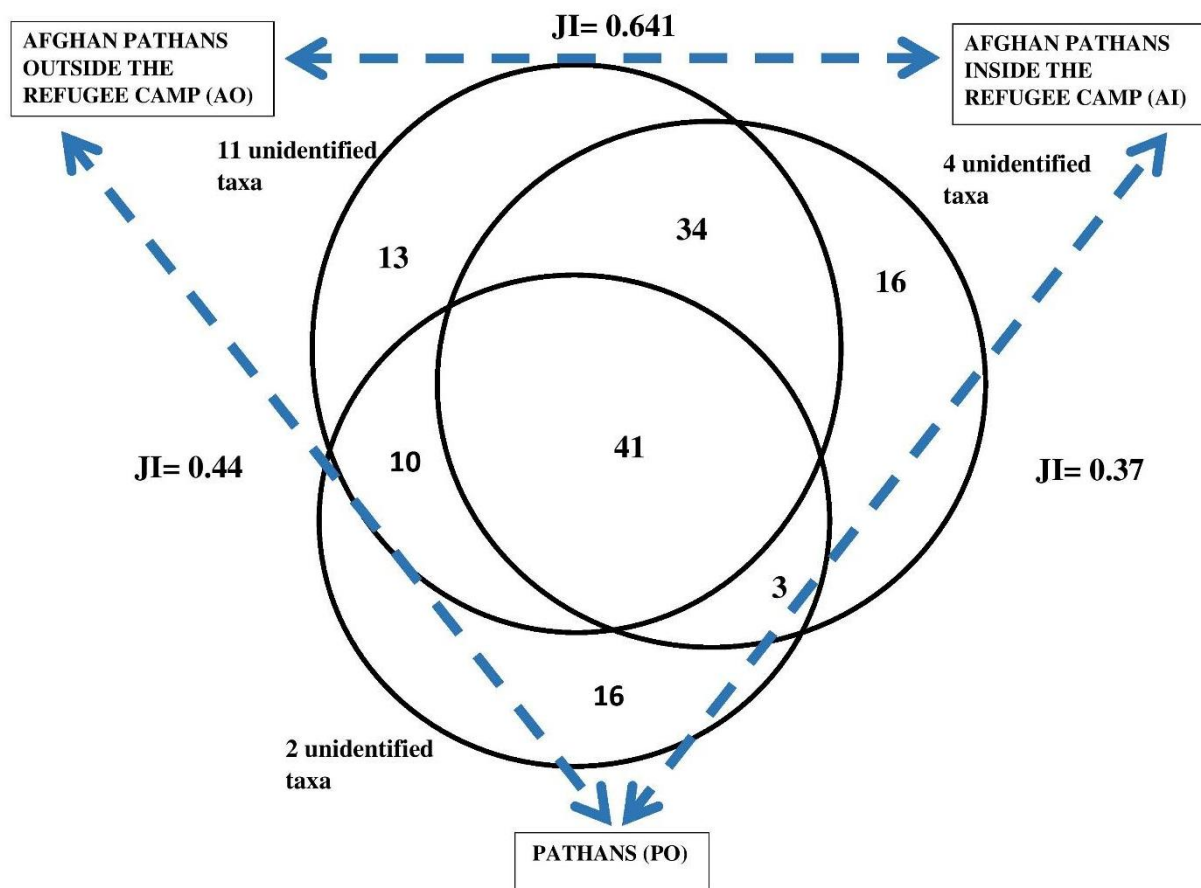 JI= 0.641
AFGHAN PATHANS
OUTSIDE THE
REFUGEE CAMP (AO)
AFGHAN PATHANS
INSIDE THE
REFUGEE CAMP (AI)
11 unidentified
taxa
4 unidentified
taxa
34
13
16
JI= 0.44
10
41
JI= 0.37
3
16
2 unidentified
taxa
PATHANS (PO)